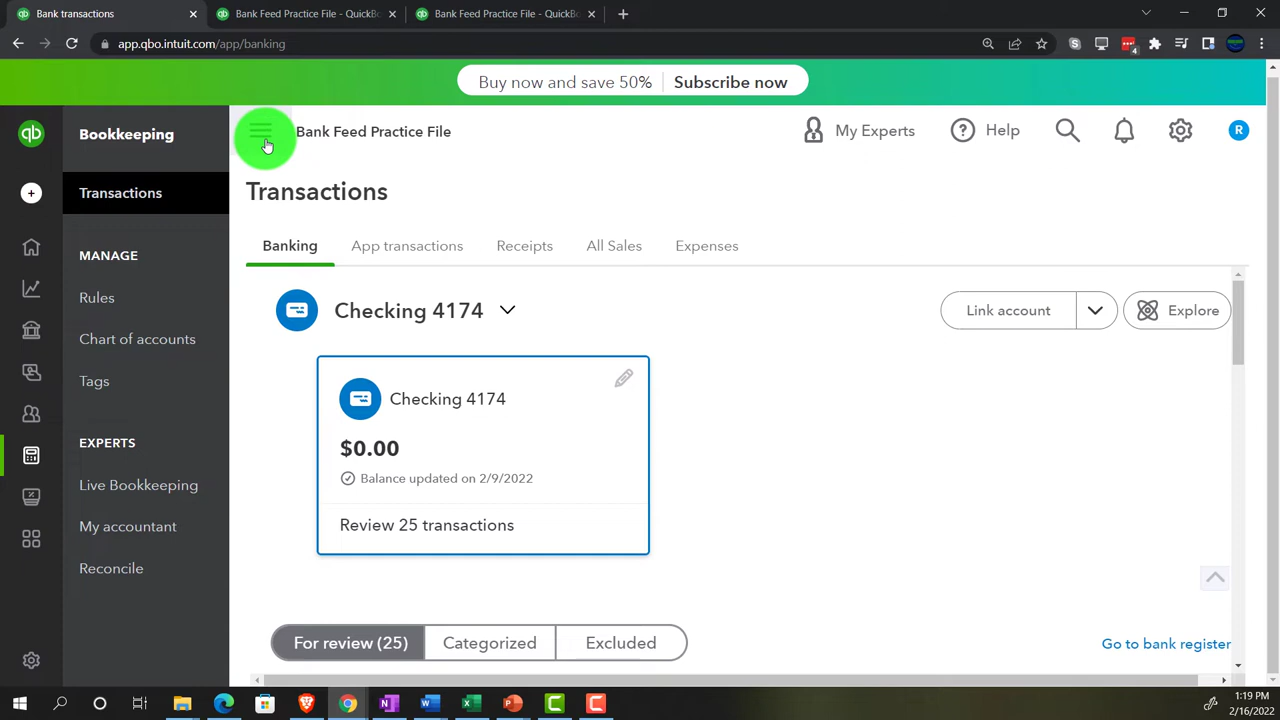 Bank transactions
Bank Feed Practice File - QuickBo
Bank Feed Practice File - QuickBo
app.qbo.intuit.com/app/banking
4
Buy now and save 50%
Subscribe now
qb
Bookkeeping
Bank Feed Practice File
My Experts
Help
R
Transactions
Transactions
Banking
App transactions
Receipts
All Sales
Expenses
MANAGE
Rules
Chart of accounts
Tags
EXPERTS
Live Bookkeeping
My accountant
Reconcile
Checking 4174
Link account
Explore
Checking 4174
$0.00
Balance updated on 2/9/2022
Review 25 transactions
For review (25)
Categorized
Excluded
Go to bank register
1:19 PM
2/16/2022